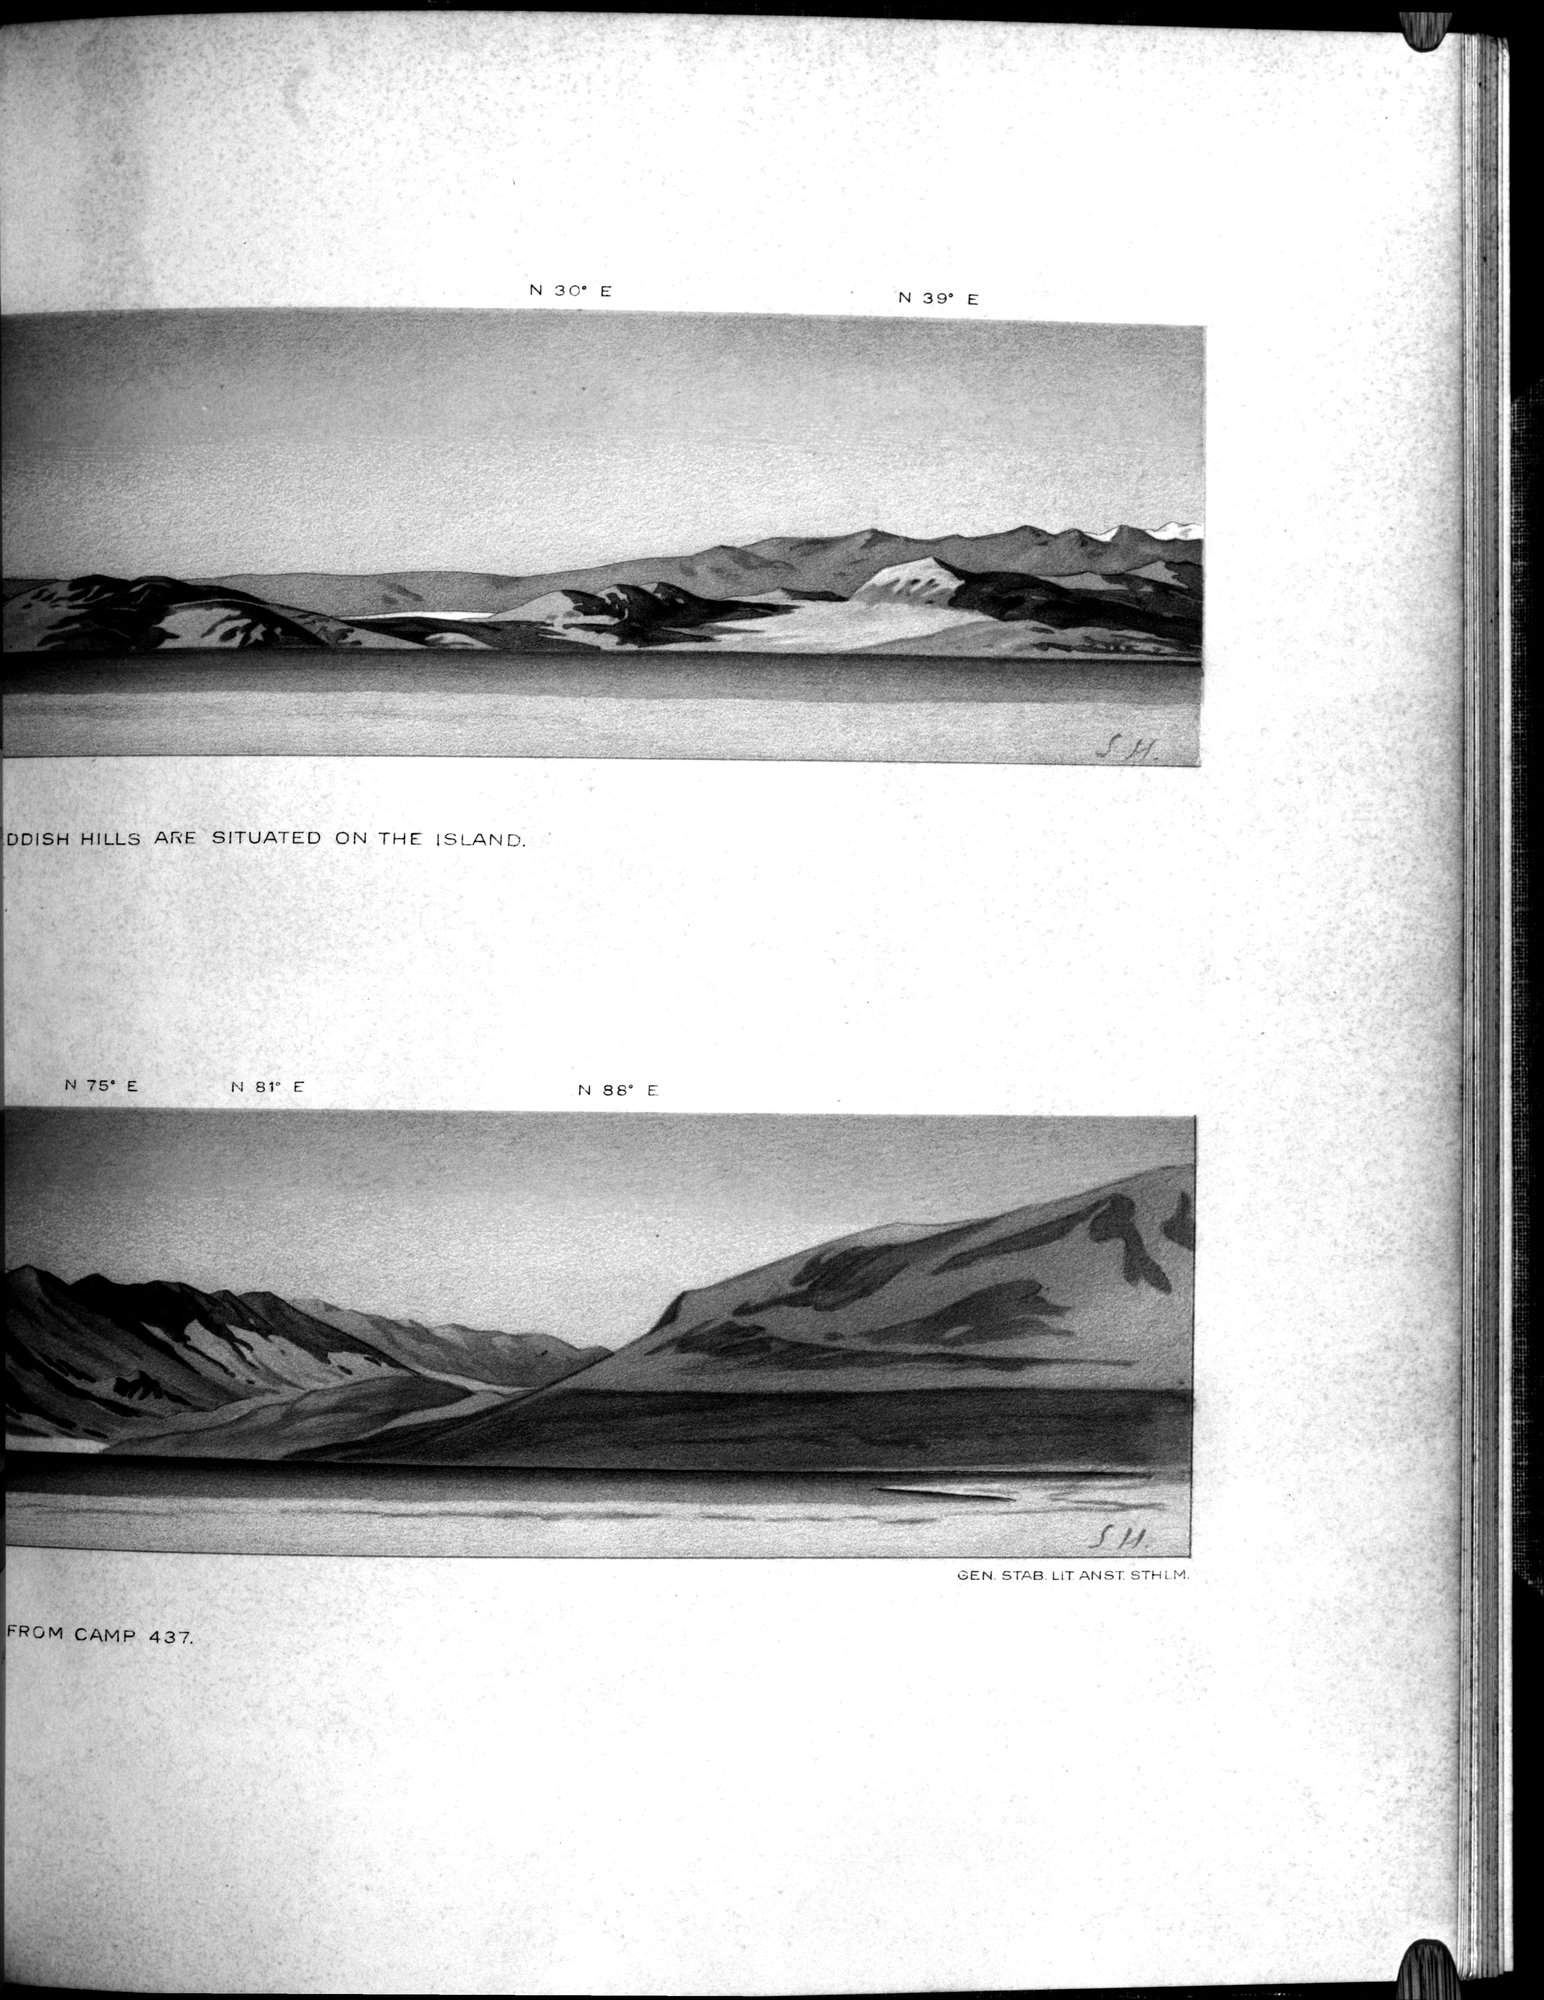 N 30° E N 39° E
S H.
DDISH HILLS ARE SITUATED ON THE ISLAND.
N 75° E N 81° E N 88° E
S H.
GEN. STAB. LIT. ANST. STHLM.
FROM CAMP 437.